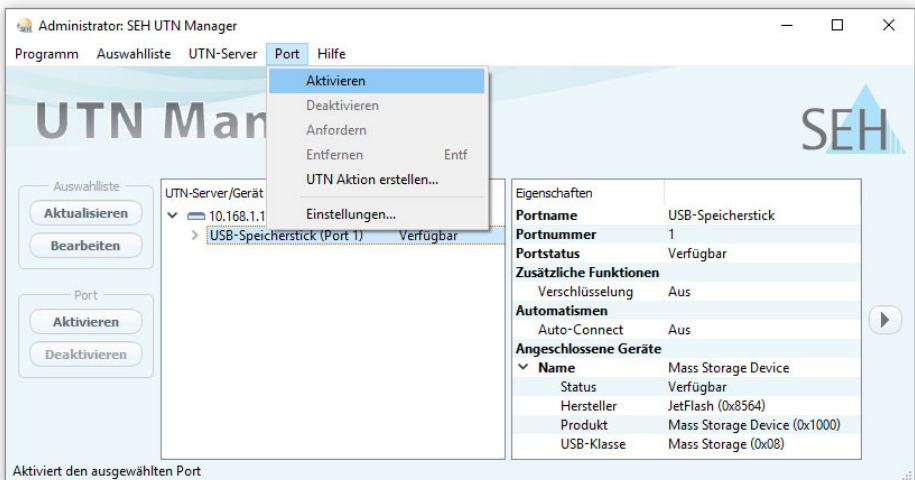 Administrator: SEH UTN Manager
Programm Auswahlliste UTN-Server Port Hilfe
Aktivieren
Deaktivieren
Anfordern
Entfernen Entf
UTN Aktion erstellen...
Einstellungen...
UTN Man
SEH
Auswahlliste
Aktualisieren
Bearbeiten
Port
Aktivieren
Deaktivieren
UTN-Server/Gerät
10.168.1.1
USB-Speicherstick (Port 1) Verfügbar
Eigenschaften
Portname USB-Speicherstick
Portnummer 1
Portstatus Verfügbar
Zusätzliche Funktionen
Verschlüsselung Aus
Automatismen
Auto-Connect Aus
Angeschlossene Geräte
Name Mass Storage Device
Status Verfügbar
Hersteller JetFlash (0x8564)
Produkt Mass Storage Device (0x1000)
USB-Klasse Mass Storage (0x08)
Aktiviert den ausgewählten Port